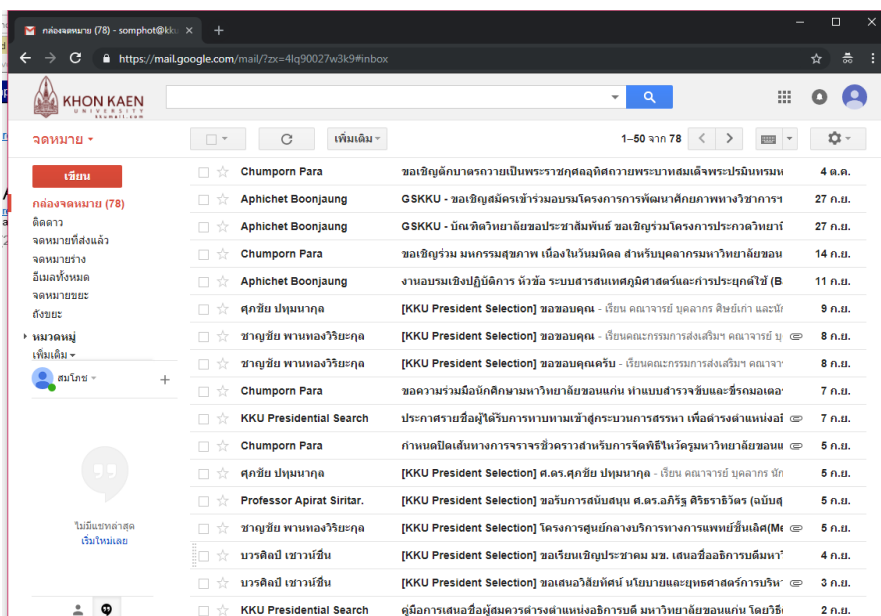 กล่องจดหมาย (78) - somphot@kku
https://mail.google.com/mail/?zx=4lq90027w3k9#inbox
KHON KAEN
UNIVERSITY
kkumail.com
จดหมาย
เพิ่มเติม
1–50 จาก 78
เขียน
กล่องจดหมาย (78)
ติดดาว
จดหมายที่ส่งแล้ว
จดหมายร่าง
อีเมลทั้งหมด
จดหมายขยะ
ถังขยะ
หมวดหมู่
เพิ่มเติม
สมโภช
ไม่มีแชทล่าสุด
เริ่มใหม่เลย
Chumporn Para ขอเชิญตักบาตรถวายเป็นพระราชกุศลอุทิศถวายพระบาทสมเด็จพระปรมินทรมห 4 ต.ค.
Aphichet Boonjaung GSKKU - ขอเชิญสมัครเข้าร่วมอบรมโครงการการพัฒนาศักยภาพทางวิชาการฯ 27 ก.ย.
Aphichet Boonjaung GSKKU - บัณฑิตวิทยาลัยขอประชาสัมพันธ์ ขอเชิญร่วมโครงการประกวดวิทยานิ 27 ก.ย.
Chumporn Para ขอเชิญร่วม มหกรรมสุขภาพ เนื่องในวันมหิดล สำหรับบุคลากรมหาวิทยาลัยขอน 14 ก.ย.
Aphichet Boonjaung งานอบรมเชิงปฏิบัติการ หัวข้อ ระบบสารสนเทศภูมิศาสตร์และการประยุกต์ใช้ (B 11 ก.ย.
ศุภชัย ปทุมนากุล [KKU President Selection] ขอขอบคุณ - เรียน คณาจารย์ บุคลากร ศิษย์เก่า และนั 9 ก.ย.
ชาญชัย พานทองวิริยะกุล [KKU President Selection] ขอขอบคุณ - เรียนคณะกรรมการส่งเสริมฯ คณาจารย์ บุ 8 ก.ย.
ชาญชัย พานทองวิริยะกุล [KKU President Selection] ขอขอบคุณครับ - เรียนคณะกรรมการส่งเสริมฯ คณาจา 8 ก.ย.
Chumporn Para ขอความร่วมมือนักศึกษามหาวิทยาลัยขอนแก่น ทำแบบสำรวจขับและขี่รถมอเตอ 7 ก.ย.
KKU Presidential Search ประกาศรายชื่อผู้ได้รับการทาบทามเข้าสู่กระบวนการสรรหา เพื่อดำรงตำแหน่งอธิ 7 ก.ย.
Chumporn Para กำหนดปิดเส้นทางการจราจรชั่วคราวสำหรับการจัดพิธีไหว้ครูมหาวิทยาลัยขอนแ 5 ก.ย.
ศุภชัย ปทุมนากุล [KKU President Selection] ศ.ดร.ศุภชัย ปทุมนากุล - เรียน คณาจารย์ บุคลากร นัก 5 ก.ย.
Professor Apirat Siritar. [KKU President Selection] ขอรับการสนับสนุน ศ.ดร.อภิรัฐ ศิริธราธิวัตร (ฉบับสุ 5 ก.ย.
ชาญชัย พานทองวิริยะกุล [KKU President Selection] โครงการศูนย์กลางบริการทางการแพทย์ชั้นเลิศ(Me 5 ก.ย.
บวรศิลป์ เชาวน์ชื่น [KKU President Selection] ขอเรียนเชิญประชาคม มข. เสนอชื่ออธิการบดีมหาวิ 4 ก.ย.
บวรศิลป์ เชาวน์ชื่น [KKU President Selection] ขอเสนอวิสัยทัศน์ นโยบายและยุทธศาสตร์การบริหา 3 ก.ย.
KKU Presidential Search คู่มือการเสนอชื่อผู้สมควรดำรงตำแหน่งอธิการบดี มหาวิทยาลัยขอนแก่น โดยวิธี 2 ก.ย.